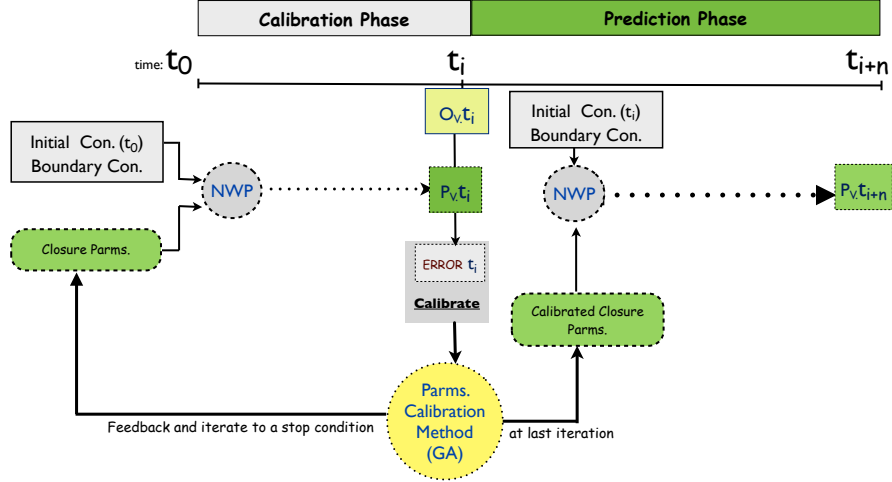 Calibration Phase
Prediction Phase
time: t0
ti
ti+n
Initial Con. (t0)
Boundary Con.
NWP
Closure Parms.
Ov.ti
Pv.ti
ERROR ti
Calibrate
Initial Con. (ti)
Boundary Con.
NWP
Pv.ti+n
Calibrated Closure
Parms.
Parms.
Calibration
Method
(GA)
Feedback and iterate to a stop condition
at last iteration